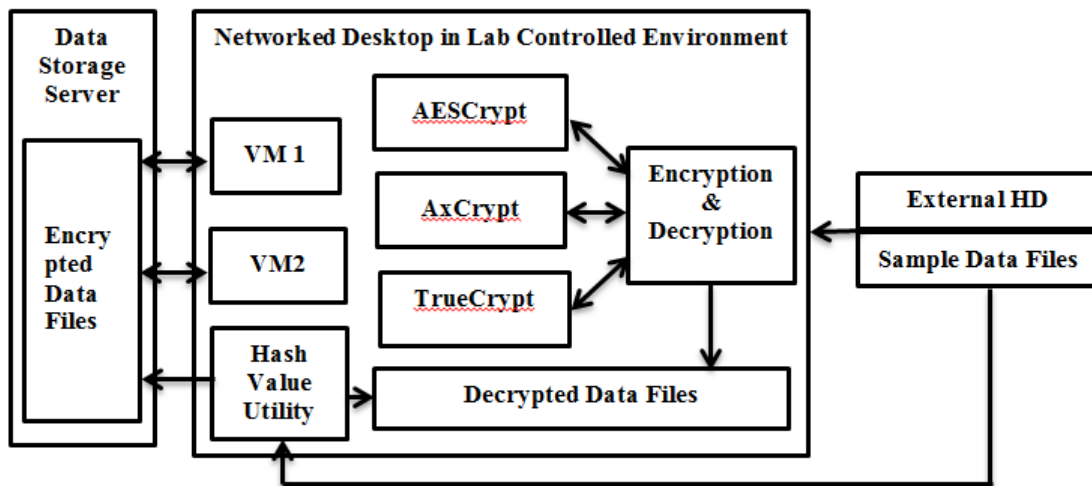 Data
Storage
Server
Encry
pted
Data
Files
Networked Desktop in Lab Controlled Environment
VM 1
VM2
Hash
Value
Utility
AESCrypt
AxCrypt
TrueCrypt
Encryption
&
Decryption
Decrypted Data Files
External HD
Sample Data Files